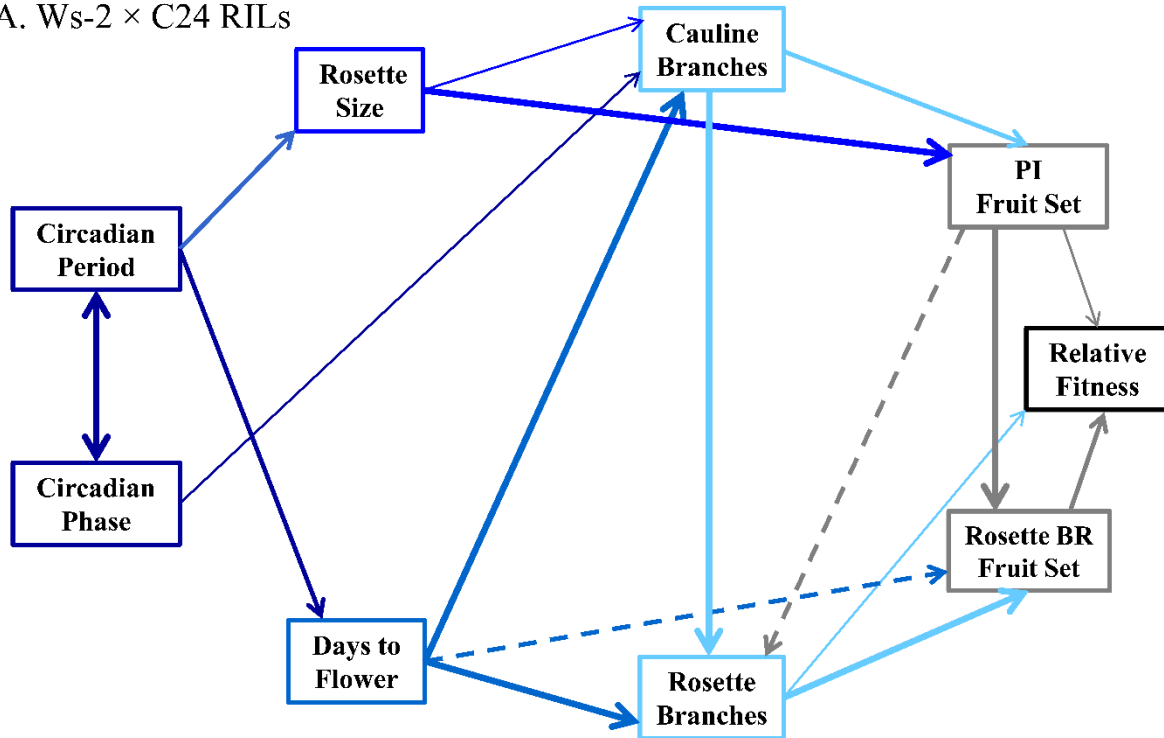 A. Ws-2 × C24 RILs
Cauline
Branches
Rosette
Size
PI
Fruit Set
Circadian
Period
Relative
Fitness
Circadian
Phase
Rosette BR
Fruit Set
Days to
Flower
Rosette
Branches